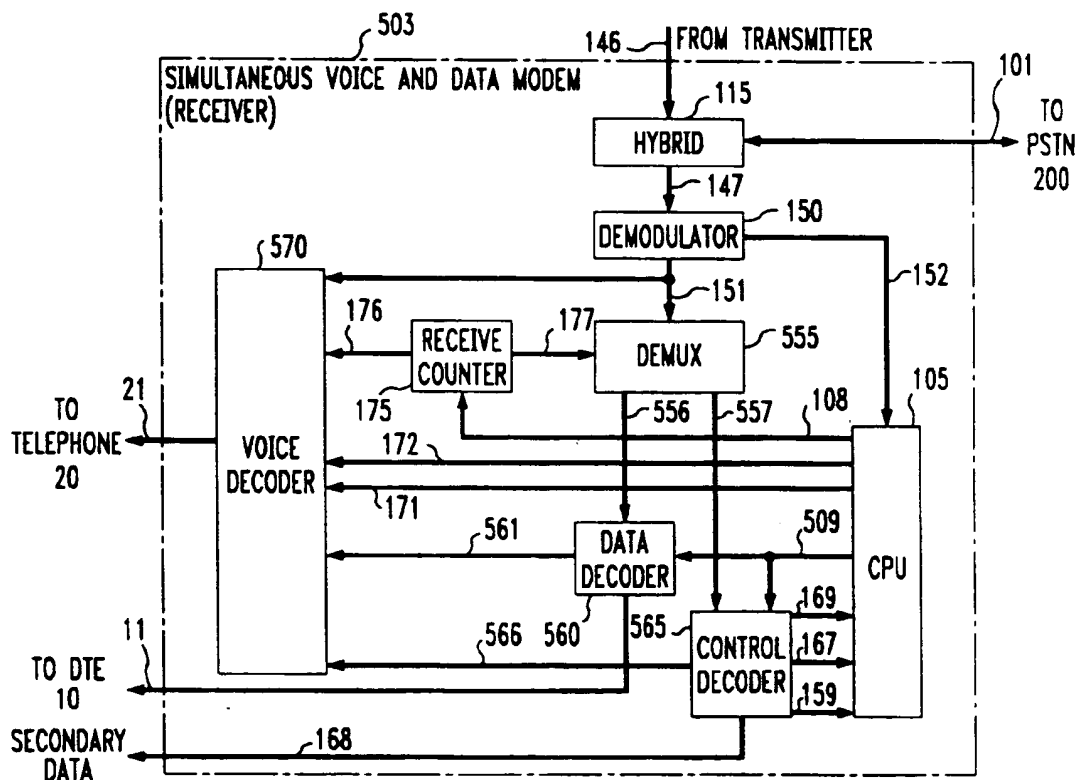 503
146
FROM TRANSMITTER
SIMULTANEOUS VOICE AND DATA MODEM
(RECEIVER)
115
101
HYBRID
TO
PSTN
200
147
150
DEMODULATOR
570
151
152
176
RECEIVE
COUNTER
177
DEMUX
555
175
21
556
557
108
105
TO
TELEPHONE
20
VOICE
DECODER
172
171
561
DATA
DECODER
509
CPU
560
565
169
11
566
CONTROL
DECODER
167
TO DTE
10
159
SECONDARY
DATA
168